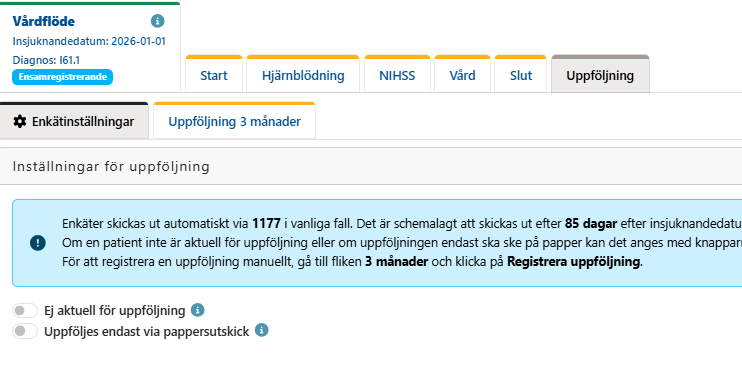 Vårdflöde
Insjuknandedatum: 2026-01-01
Diagnos: I61.1
Ensamregistrerande
Start
Hjärnblödning
NIHSS
Vård
Slut
Uppföljning
Enkätinställningar
Uppföljning 3 månader
Inställningar för uppföljning
Enkäter skickas ut automatiskt via 1177 i vanliga fall. Det är schemalagt att skickas ut efter 85 dagar efter insjuknandedatu
Om en patient inte är aktuell för uppföljning eller om uppföljningen endast ska ske på papper kan det anges med knapparn
För att registrera en uppföljning manuellt, gå till fliken 3 månader och klicka på Registrera uppföljning.
Ej aktuell för uppföljning
Uppföljes endast via pappersutskick